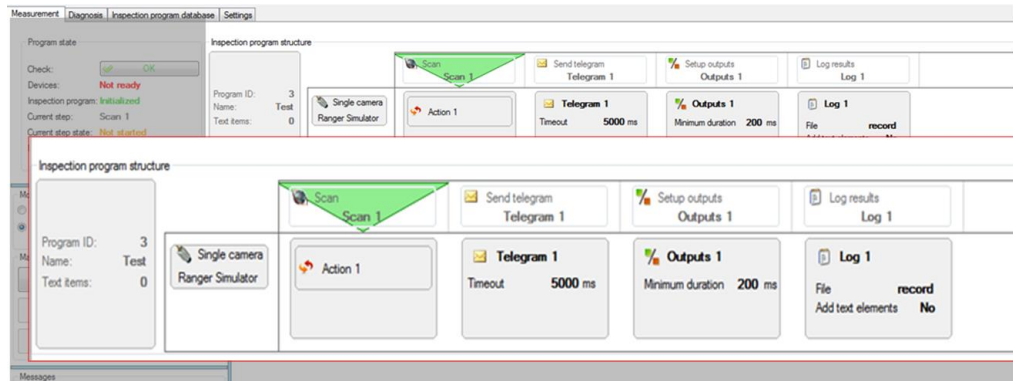 Measurement Diagnosis Inspection program database Settings
Program state
Check: OK
Devices: Not ready
Inspection program: Initialized
Current step: Scan 1
Current step state: Not started
Inspection program structure
Program ID: 3
Name: Test
Text items: 0
Single camera
Ranger Simulator
Scan
Scan 1
Action 1
Send telegram
Telegram 1
Telegram 1
Timeout 5000 ms
Setup outputs
Outputs 1
Outputs 1
Minimum duration 200 ms
Log results
Log 1
Log 1
File record
Inspection program structure
Program ID: 3
Name: Test
Text items: 0
Single camera
Ranger Simulator
Scan
Scan 1
Action 1
Send telegram
Telegram 1
Telegram 1
Timeout 5000 ms
Setup outputs
Outputs 1
Outputs 1
Minimum duration 200 ms
Log results
Log 1
Log 1
File record
Add text elements No
Messages